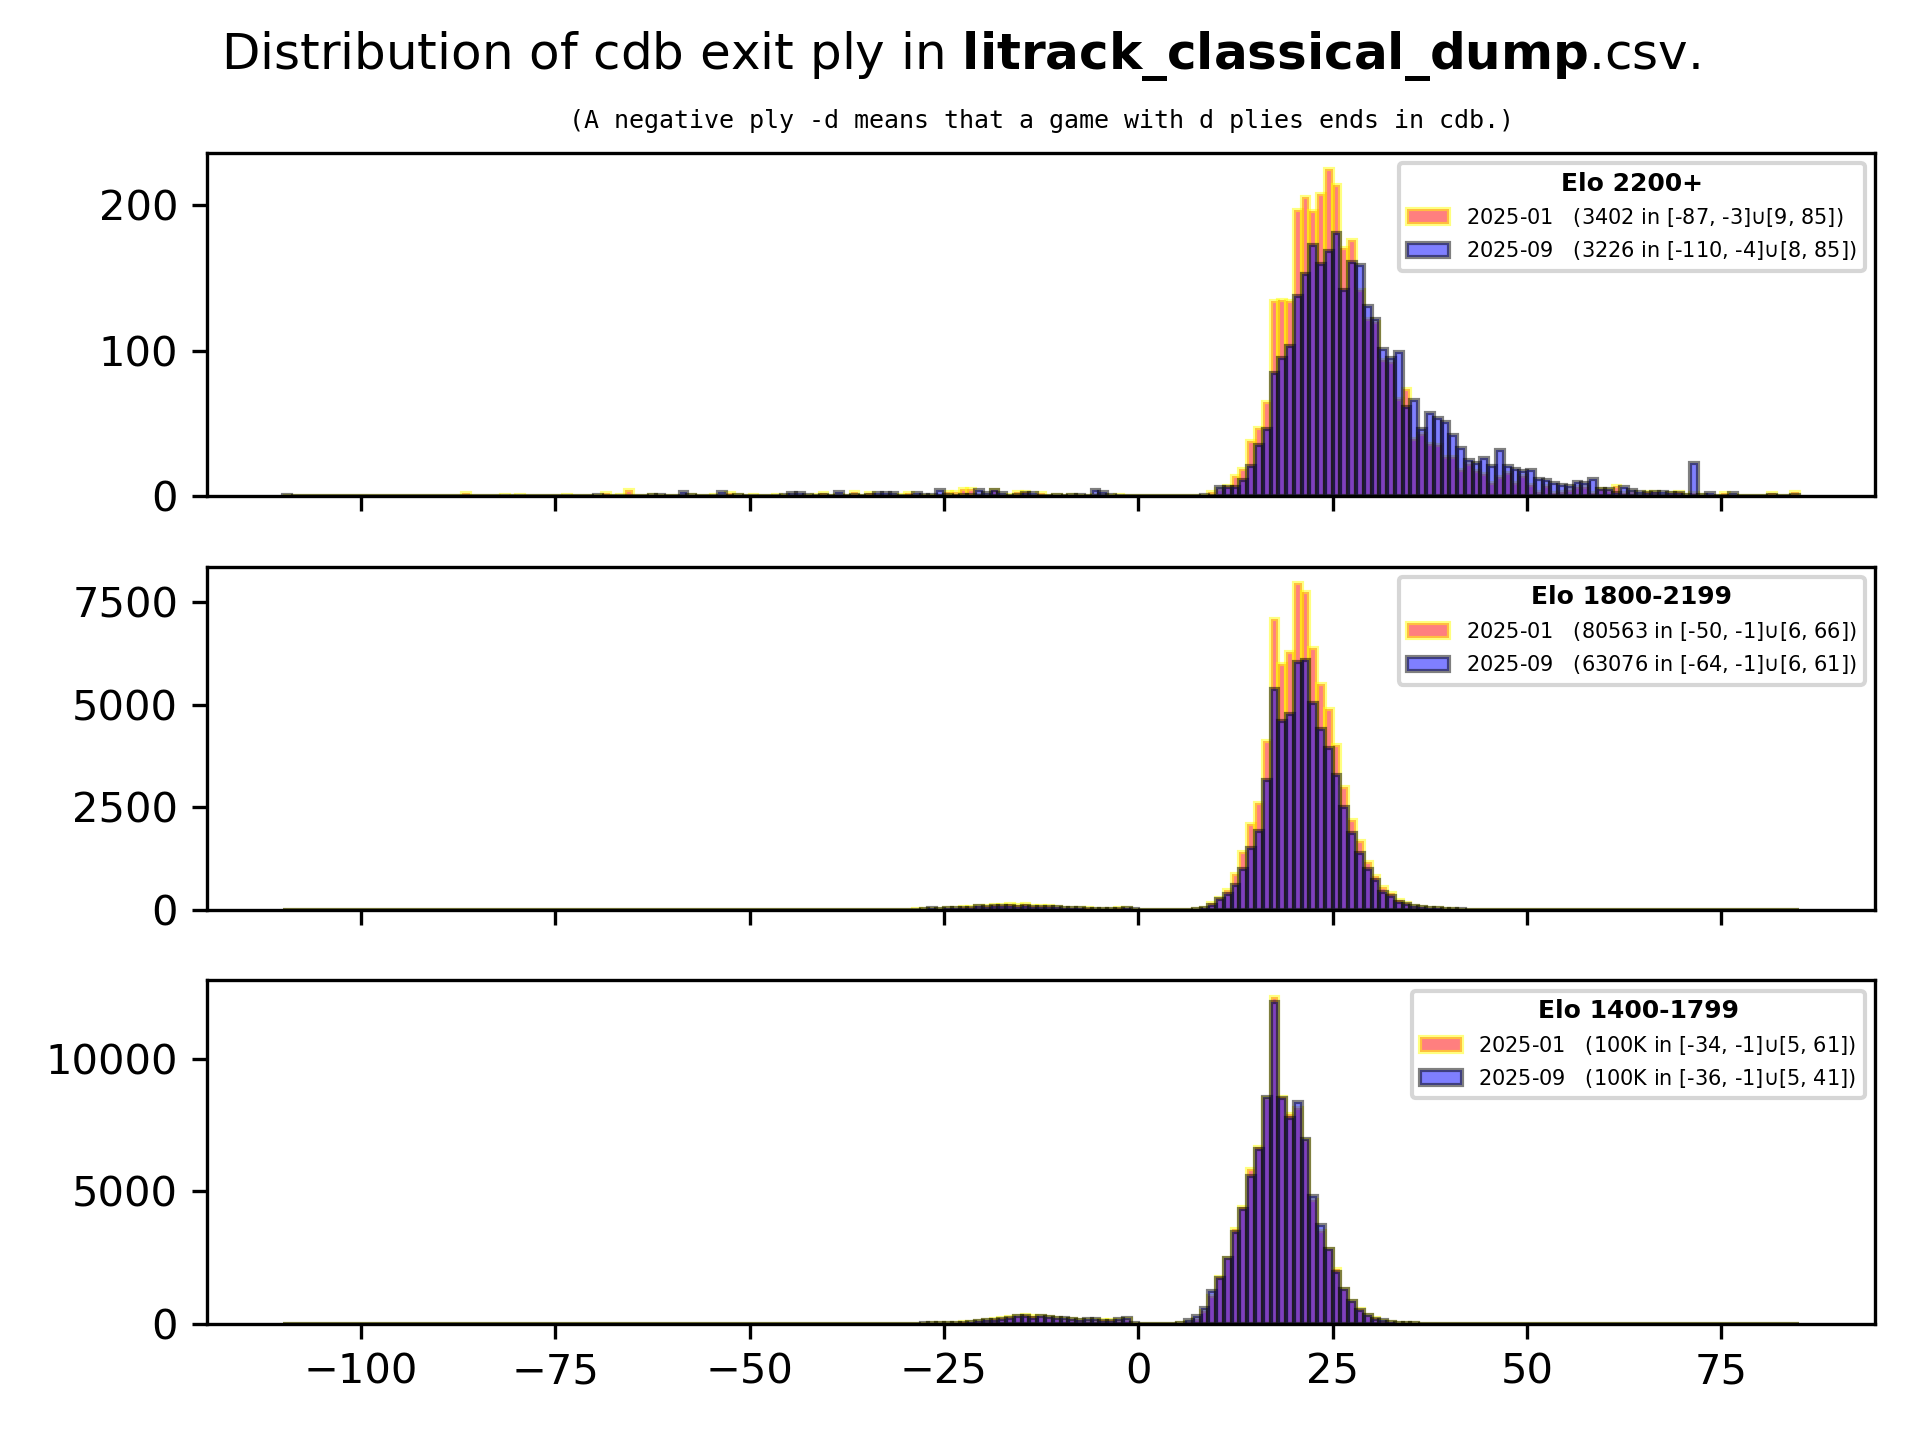 Distribution of cdb exit ply in litrack_classical_dump.csv.
(A negative ply -d means that a game with d plies ends in cdb.)
200
100
0
Elo 2200+
2025-01 (3402 in [-87, -3]∪[9, 85])
2025-09 (3226 in [-110, -4]∪[8, 85])
7500
5000
2500
0
Elo 1800-2199
2025-01 (80563 in [-50, -1]∪[6, 66])
2025-09 (63076 in [-64, -1]∪[6, 61])
10000
5000
0
Elo 1400-1799
2025-01 (100K in [-34, -1]∪[5, 61])
2025-09 (100K in [-36, -1]∪[5, 41])
−100 −75 −50 −25 0 25 50 75